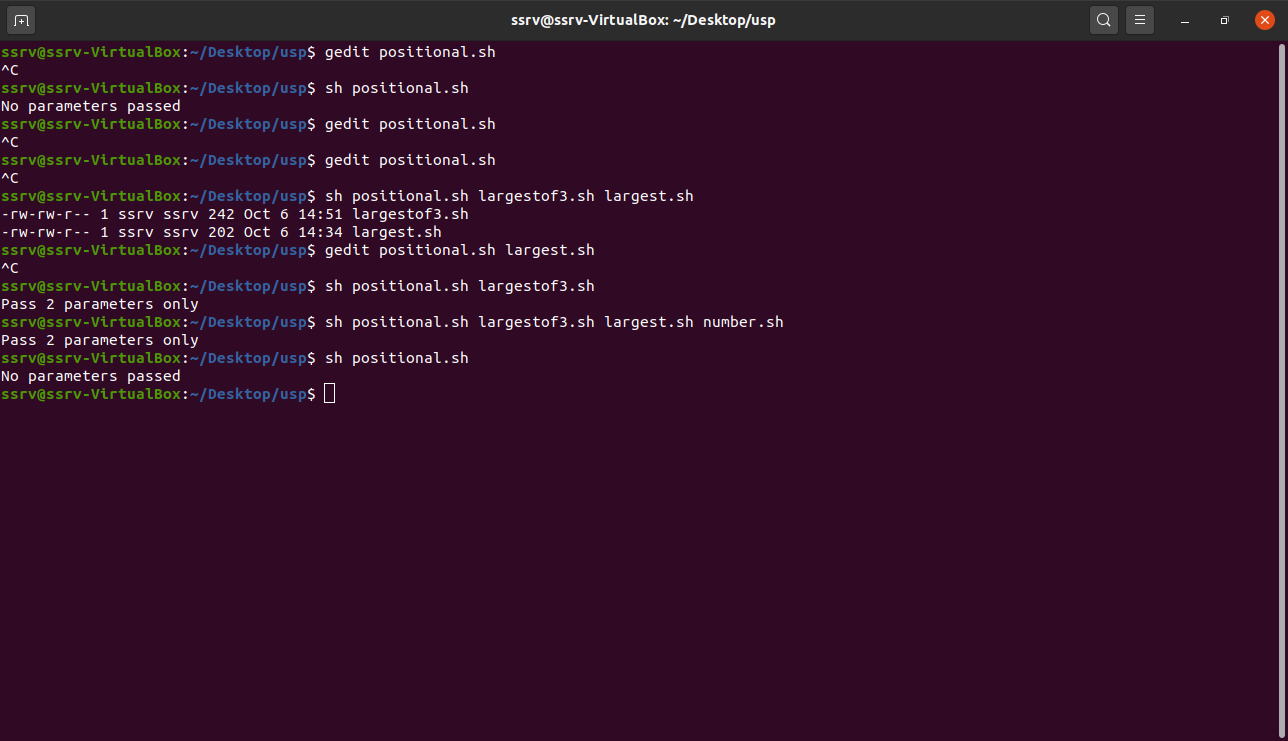 ssrv@ssrv-VirtualBox: ~/Desktop/usp
ssrv@ssrv-VirtualBox:~/Desktop/usp$ gedit positional.sh
^C
ssrv@ssrv-VirtualBox:~/Desktop/usp$ sh positional.sh
No parameters passed
ssrv@ssrv-VirtualBox:~/Desktop/usp$ gedit positional.sh
^C
ssrv@ssrv-VirtualBox:~/Desktop/usp$ gedit positional.sh
^C
ssrv@ssrv-VirtualBox:~/Desktop/usp$ sh positional.sh largestof3.sh largest.sh
-rw-rw-r-- 1 ssrv ssrv 242 Oct 6 14:51 largestof3.sh
-rw-rw-r-- 1 ssrv ssrv 202 Oct 6 14:34 largest.sh
ssrv@ssrv-VirtualBox:~/Desktop/usp$ gedit positional.sh largest.sh
^C
ssrv@ssrv-VirtualBox:~/Desktop/usp$ sh positional.sh largestof3.sh
Pass 2 parameters only
ssrv@ssrv-VirtualBox:~/Desktop/usp$ sh positional.sh largestof3.sh largest.sh number.sh
Pass 2 parameters only
ssrv@ssrv-VirtualBox:~/Desktop/usp$ sh positional.sh
No parameters passed
ssrv@ssrv-VirtualBox:~/Desktop/usp$